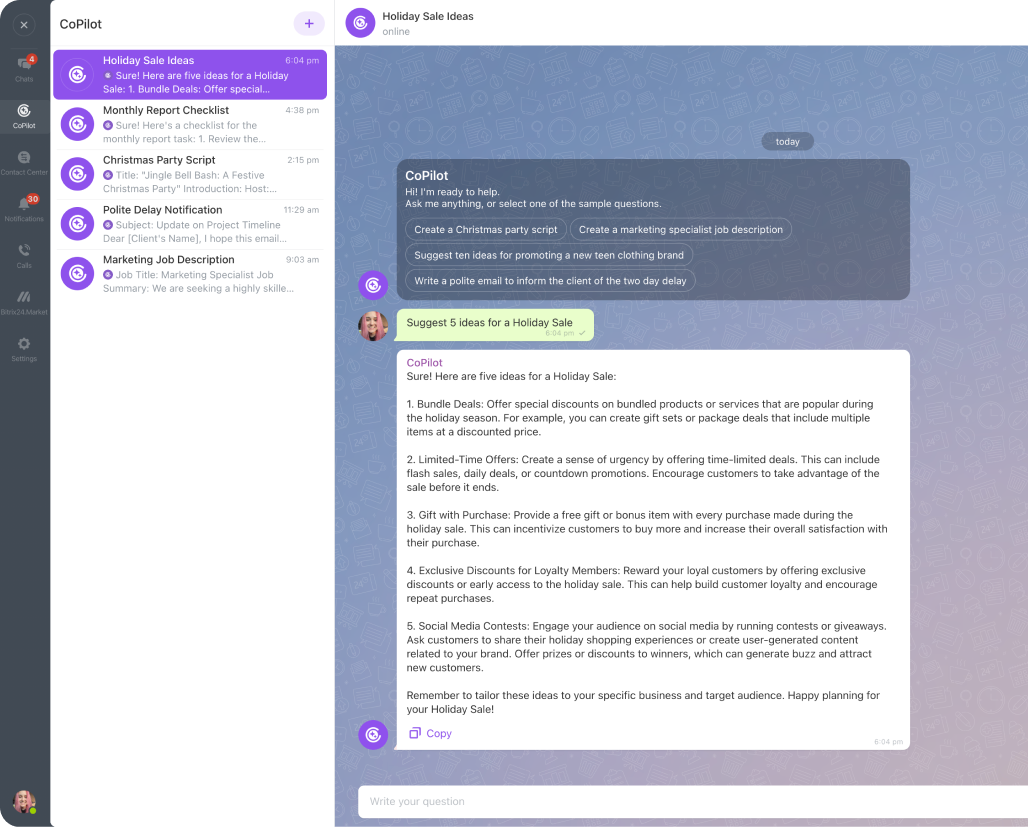 4
Chats
CoPilot
Contact Center
30
Notifications
Calls
Bitrix24.Market
Settings
CoPilot
+
Holiday Sale Ideas
6:04 pm
Sure! Here are five ideas for a Holiday
Sale: 1. Bundle Deals: Offer special...
Monthly Report Checklist
4:38 pm
Sure! Here's a checklist for the
monthly report task: 1. Review the...
Christmas Party Script
2:15 pm
Title: "Jingle Bell Bash: A Festive
Christmas Party" Introduction: Host:...
Polite Delay Notification
11:29 am
Subject: Update on Project Timeline
Dear [Client's Name], I hope this email...
Marketing Job Description
9:03 am
Job Title: Marketing Specialist Job
Summary: We are seeking a highly skille...
Holiday Sale Ideas
online
today
CoPilot
Hi! I'm ready to help.
Ask me anything, or select one of the sample questions.
Create a Christmas party script
Create a marketing specialist job description
Suggest ten ideas for promoting a new teen clothing brand
Write a polite email to inform the client of the two day delay
Suggest 5 ideas for a Holiday Sale
6:04 pm
CoPilot
Sure! Here are five ideas for a Holiday Sale:
1. Bundle Deals: Offer special discounts on bundled products or services that are popular during
the holiday season. For example, you can create gift sets or package deals that include multiple
items at a discounted price.
2. Limited-Time Offers: Create a sense of urgency by offering time-limited deals. This can include
flash sales, daily deals, or countdown promotions. Encourage customers to take advantage of the
sale before it ends.
3. Gift with Purchase: Provide a free gift or bonus item with every purchase made during the
holiday sale. This can incentivize customers to buy more and increase their overall satisfaction with
their purchase.
4. Exclusive Discounts for Loyalty Members: Reward your loyal customers by offering exclusive
discounts or early access to the holiday sale. This can help build customer loyalty and encourage
repeat purchases.
5. Social Media Contests: Engage your audience on social media by running contests or giveaways.
Ask customers to share their holiday shopping experiences or create user-generated content
related to your brand. Offer prizes or discounts to winners, which can generate buzz and attract
new customers.
Remember to tailor these ideas to your specific business and target audience. Happy planning for
your Holiday Sale!
Copy
6:04 pm
Write your question